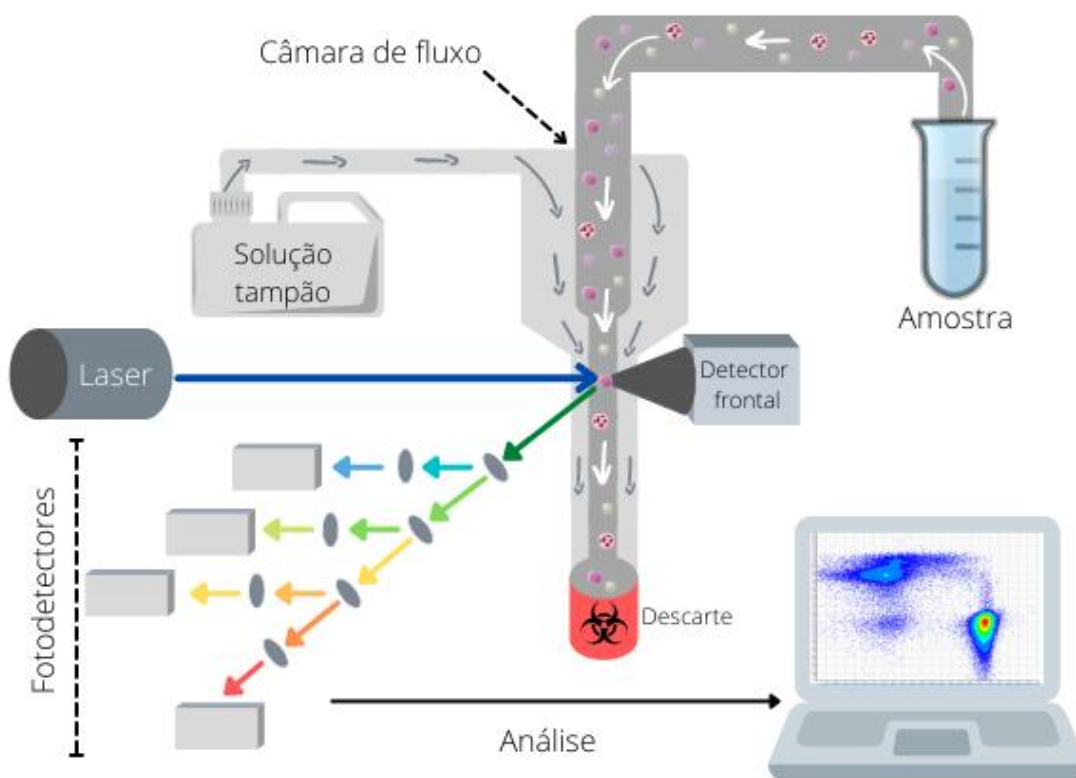 Câmara de fluxo
Solução
tampão
Amostra
Laser
Detector
frontal
Fotodetectores
Descarte
Análise